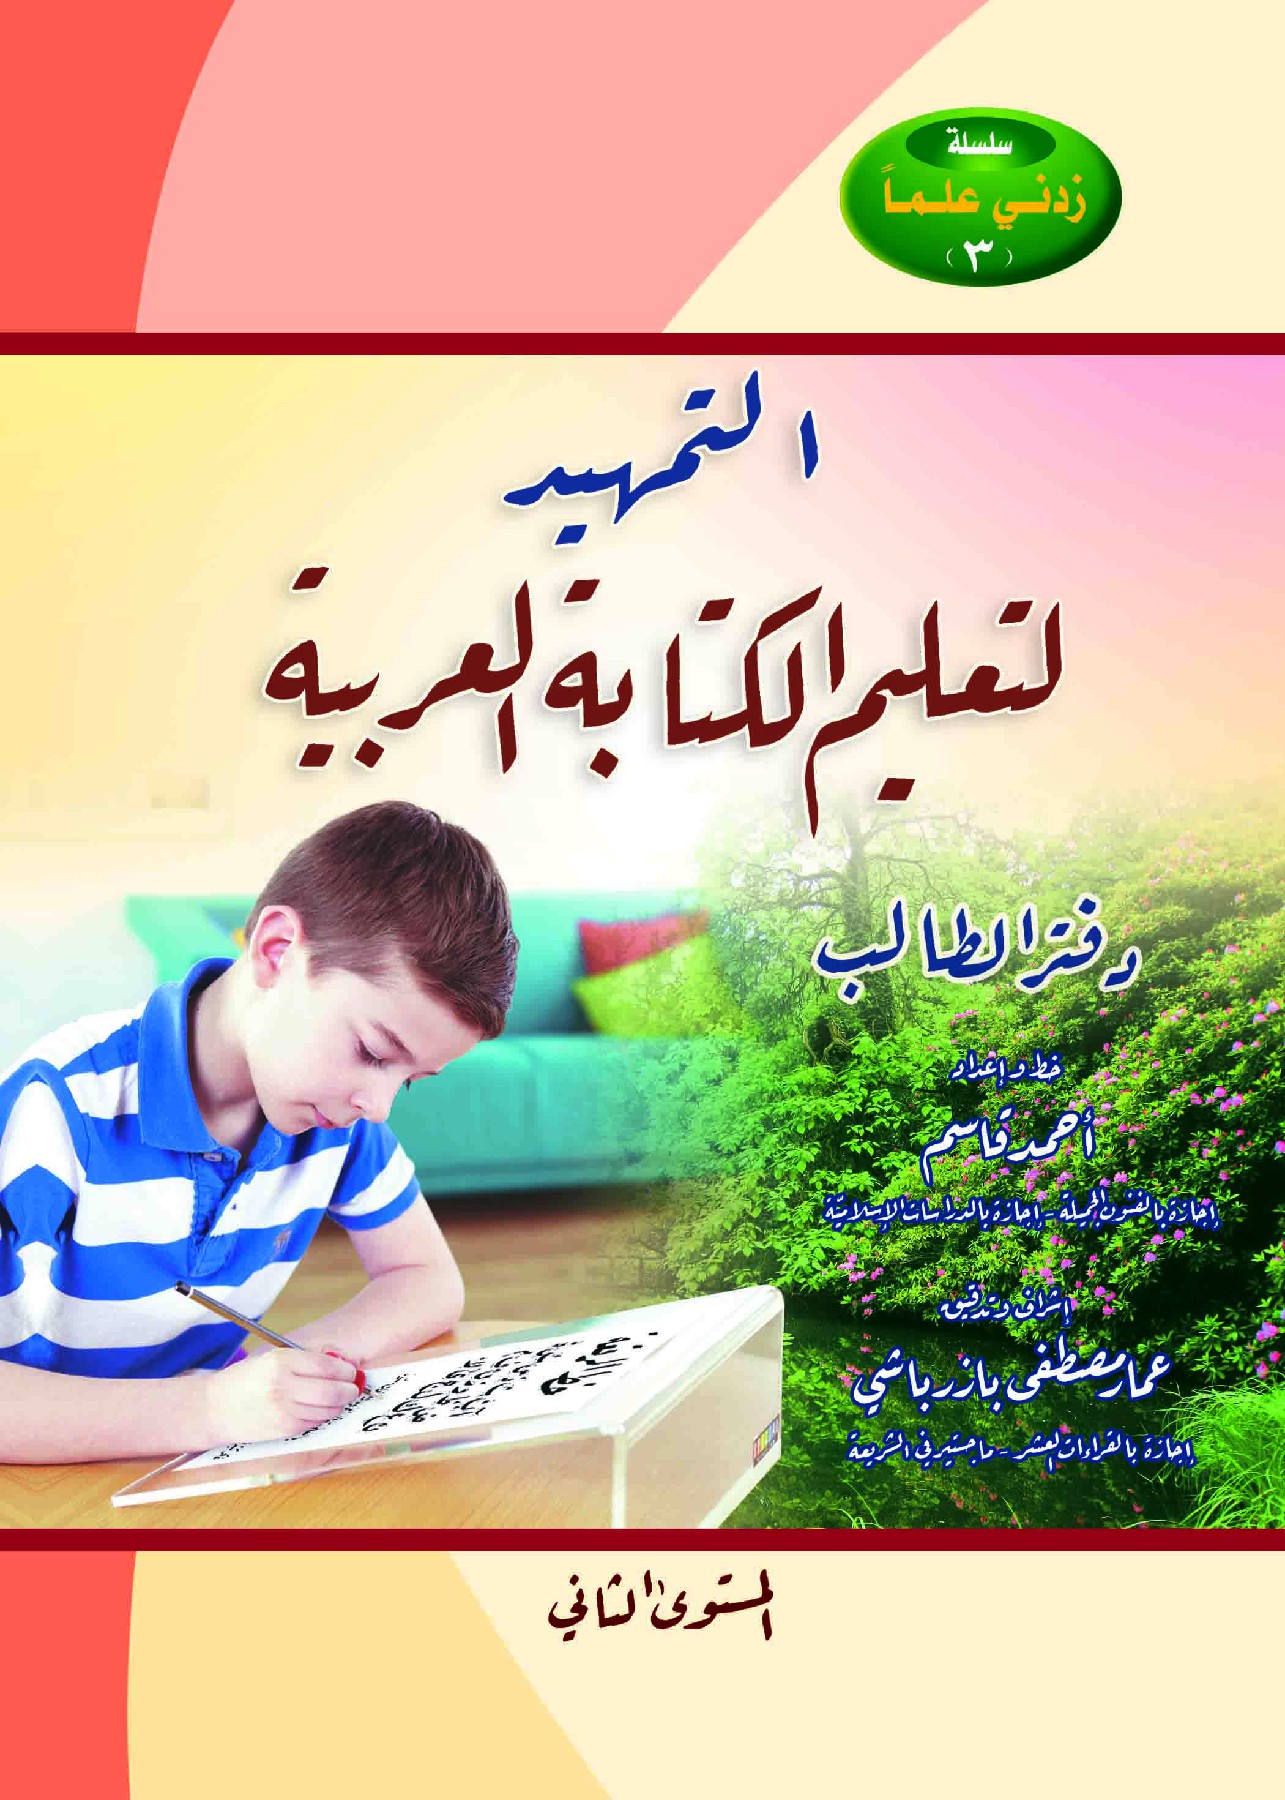 سلسلة
زدني علماً
(٣)
التمهيد
لتعليم الكتابة العربية
دفتر الطالب
خط وإعداد
أحمد قاسم
إجازة بالفنون الجميلة - إجازة بالدراسات الإسلاميّة
إشراف وتدقيق
عمار مصطفى بازرباشي
إجازة بالقراءات العشر - ماجستير في الشريعة
المستوى الثاني